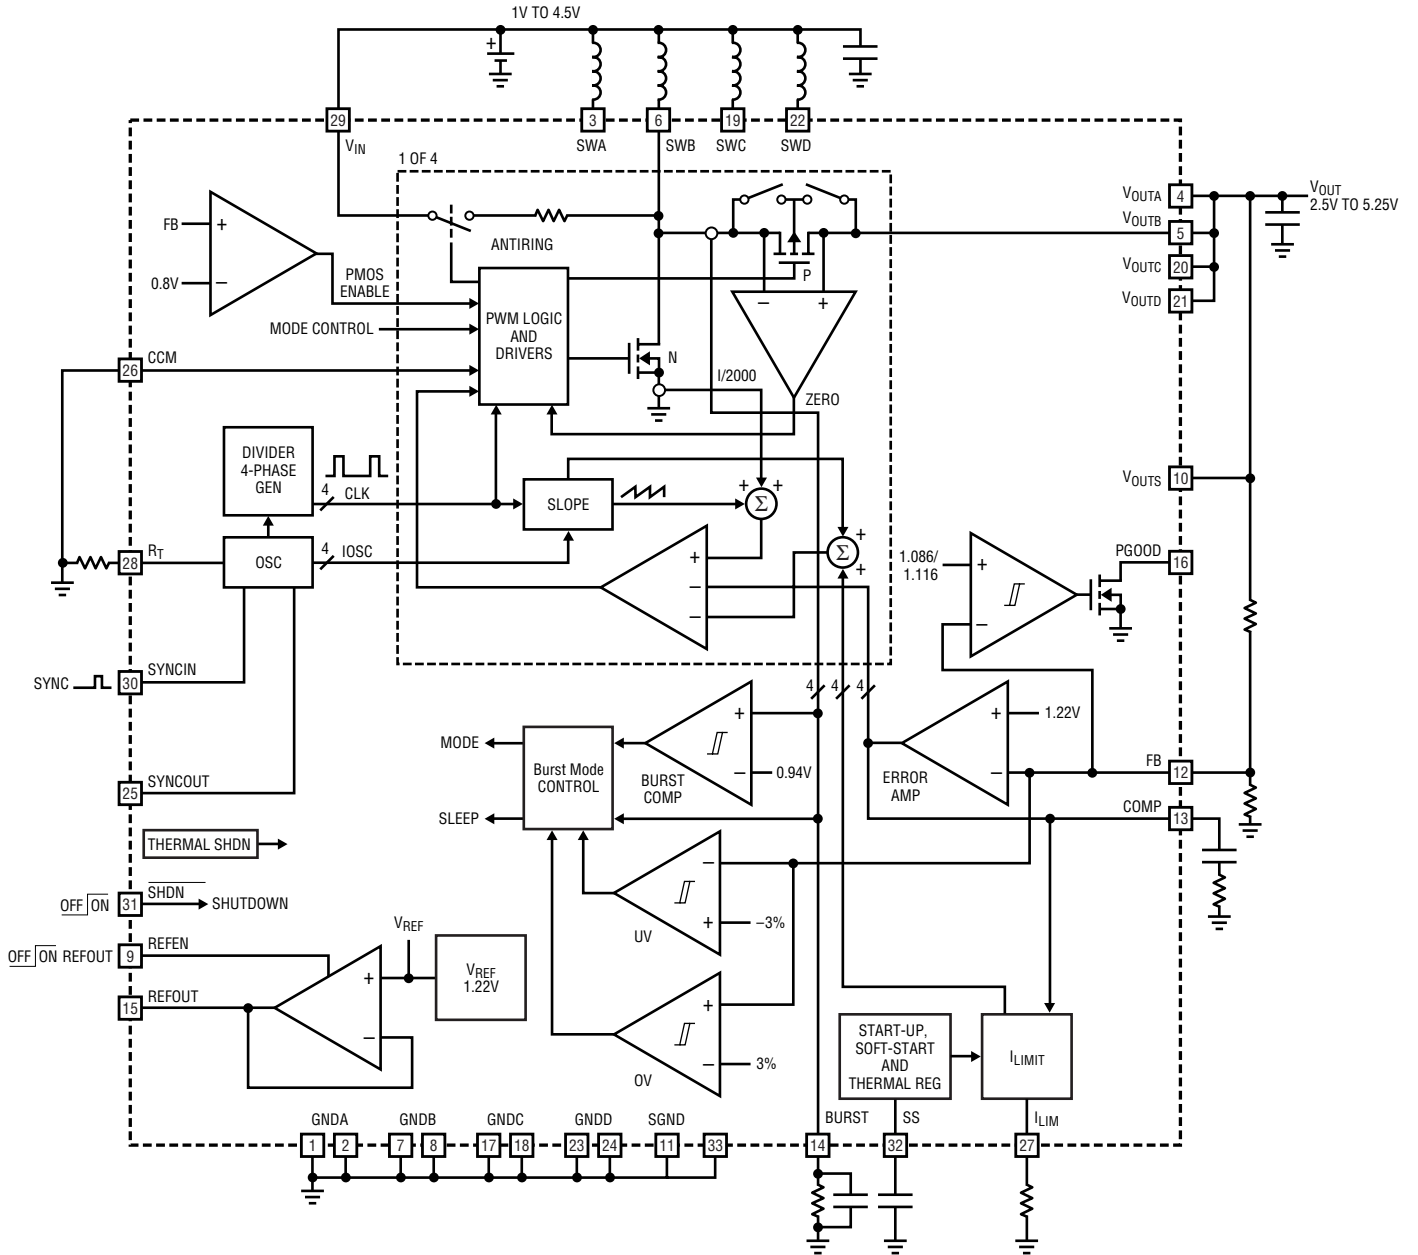 1V TO 4.5V
+
29
3
6
19
22
VIN
SWA
SWB
SWC
SWD
1 OF 4
VOUTA
4
VOUT
2.5V TO 5.25V
VOUTB
5
VOUTC
20
VOUTD
21
FB
+
0.8V
–
ANTIRING
PMOS
ENABLE
MODE CONTROL
PWM LOGIC
AND
DRIVERS
P
–
+
N
I/2000
ZERO
26
CCM
DIVIDER
4-PHASE
GEN
4
CLK
SLOPE
+
+
Σ
VOUTS
10
28
RT
OSC
4
IOSC
+
–
–
+
Σ
+
1.086/
1.116
+
–
PGOOD
16
SYNC
30
SYNCIN
25
SYNCOUT
4
4
4
MODE
SLEEP
Burst Mode
CONTROL
+
–
0.94V
BURST
COMP
+
1.22V
–
ERROR
AMP
FB
12
COMP
13
THERMAL SHDN
OFF ON
31
SHDN
SHUTDOWN
–
+
–3%
UV
OFF ON REFOUT
9
REFEN
15
REFOUT
+
–
VREF
VREF
1.22V
+
–
3%
OV
START-UP,
SOFT-START
AND
THERMAL REG
ILIMIT
GNDA
GNDB
GNDC
GNDD
SGND
BURST
SS
ILIM
1
2
7
8
17
18
23
24
11
33
14
32
27